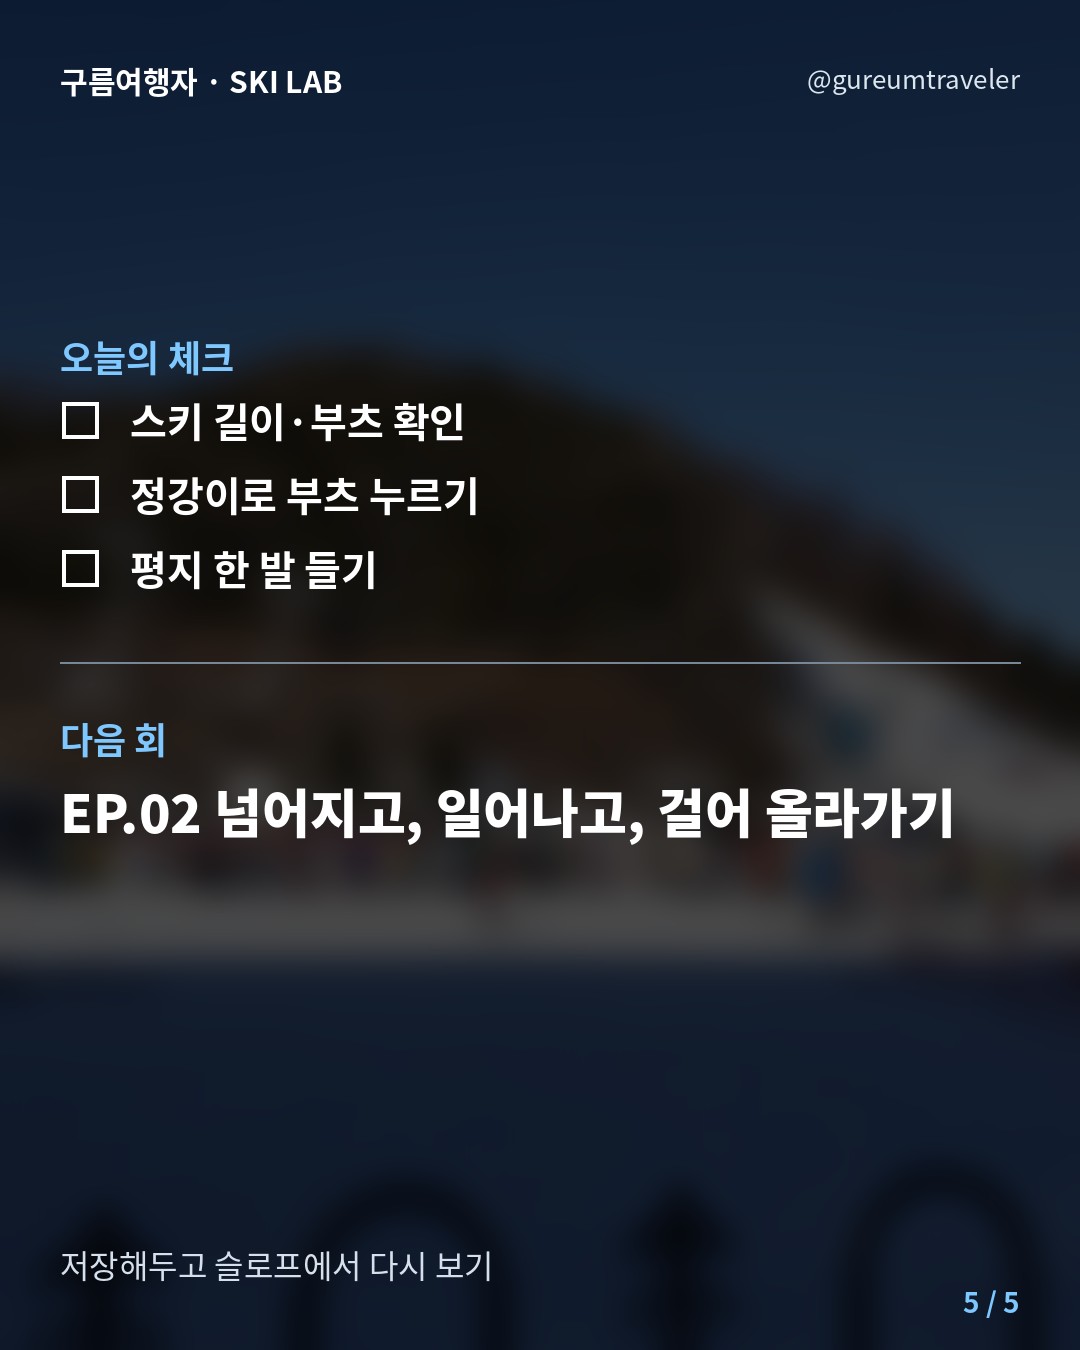 구름여행자 · SKI LAB
@gureumtraveler
오늘의 체크
스키 길이 · 부츠 확인
정강이로 부츠 누르기
평지 한 발 들기
다음 회
EP.02 넘어지고, 일어나고, 걸어 올라가기
저장해두고 슬로프에서 다시 보기
5 / 5